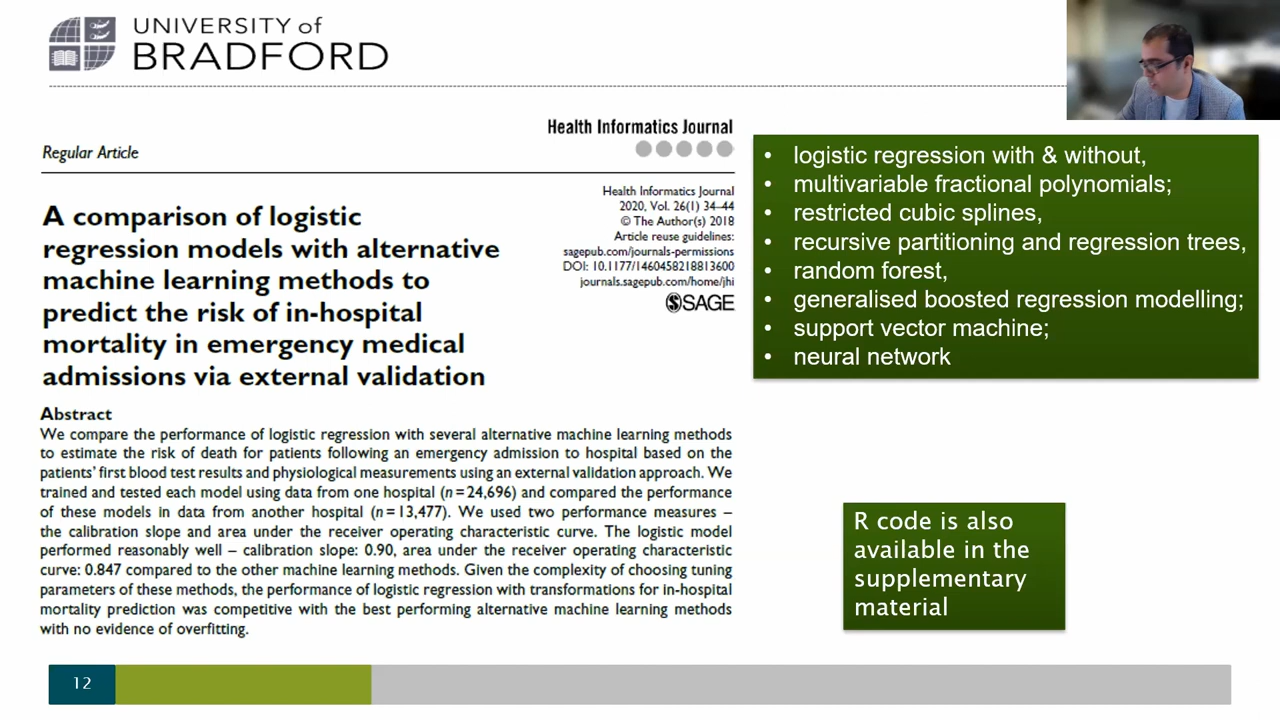 UNIVERSITY of
BRADFORD
Health Informatics Journal
Regular Article
Health Informatics Journal
2020, Vol. 26(1) 34–44
© The Author(s) 2018
Article reuse guidelines:
sagepub.com/journals-permissions
DOI: 10.1177/1460458218813600
journals.sagepub.com/home/jhi
SAGE
A comparison of logistic
regression models with alternative
machine learning methods to
predict the risk of in-hospital
mortality in emergency medical
admissions via external validation
Abstract
We compare the performance of logistic regression with several alternative machine learning methods
to estimate the risk of death for patients following an emergency admission to hospital based on the
patients' first blood test results and physiological measurements using an external validation approach. We
trained and tested each model using data from one hospital (n = 24,696) and compared the performance
of these models in data from another hospital (n = 13,477). We used two performance measures –
the calibration slope and area under the receiver operating characteristic curve. The logistic model
performed reasonably well – calibration slope: 0.90, area under the receiver operating characteristic
curve: 0.847 compared to the other machine learning methods. Given the complexity of choosing tuning
parameters of these methods, the performance of logistic regression with transformations for in-hospital
mortality prediction was competitive with the best performing alternative machine learning methods
with no evidence of overfitting.
• logistic regression with & without,
• multivariable fractional polynomials;
• restricted cubic splines,
• recursive partitioning and regression trees,
• random forest,
• generalised boosted regression modelling;
• support vector machine;
• neural network
R code is also
available in the
supplementary
material
12